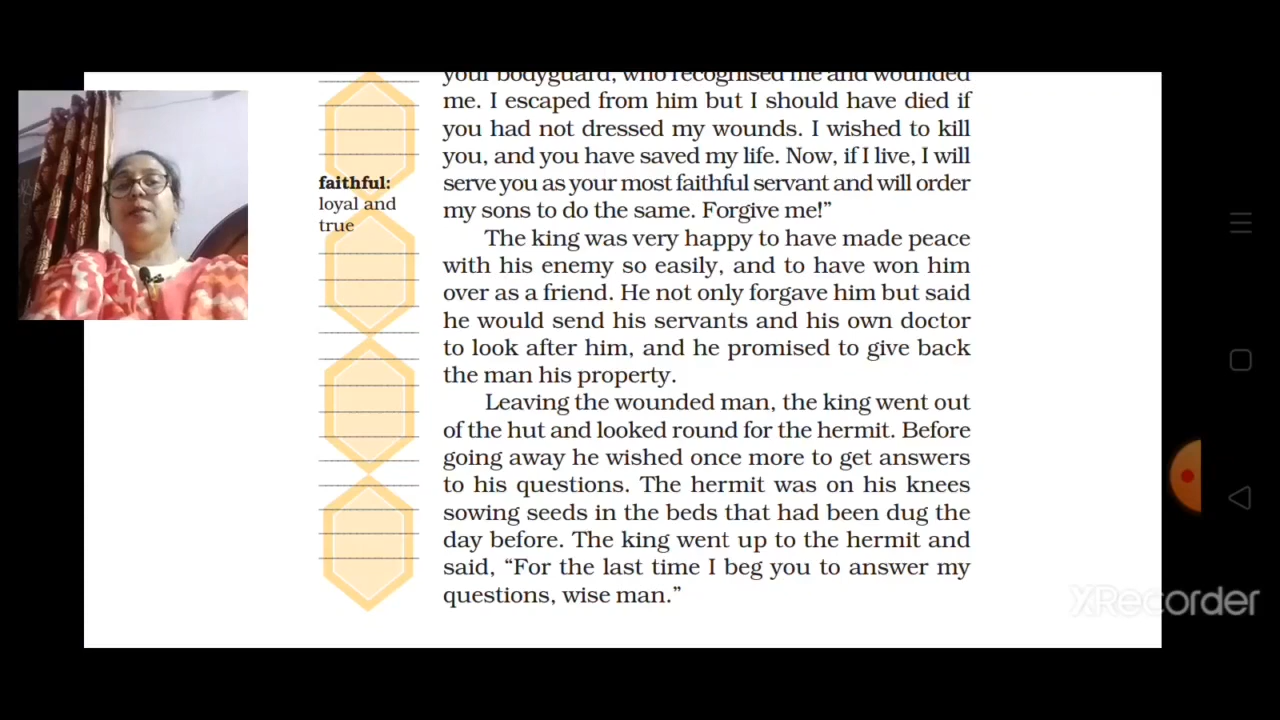 your bodyguard, who recognised me and wounded
me. I escaped from him but I should have died if
you had not dressed my wounds. I wished to kill
you, and you have saved my life. Now, if I live, I will
serve you as your most faithful servant and will order
my sons to do the same. Forgive me!”
faithful:
loyal and
true
The king was very happy to have made peace
with his enemy so easily, and to have won him
over as a friend. He not only forgave him but said
he would send his servants and his own doctor
to look after him, and he promised to give back
the man his property.
Leaving the wounded man, the king went out
of the hut and looked round for the hermit. Before
going away he wished once more to get answers
to his questions. The hermit was on his knees
sowing seeds in the beds that had been dug the
day before. The king went up to the hermit and
said, “For the last time I beg you to answer my
questions, wise man.”
XRecorder